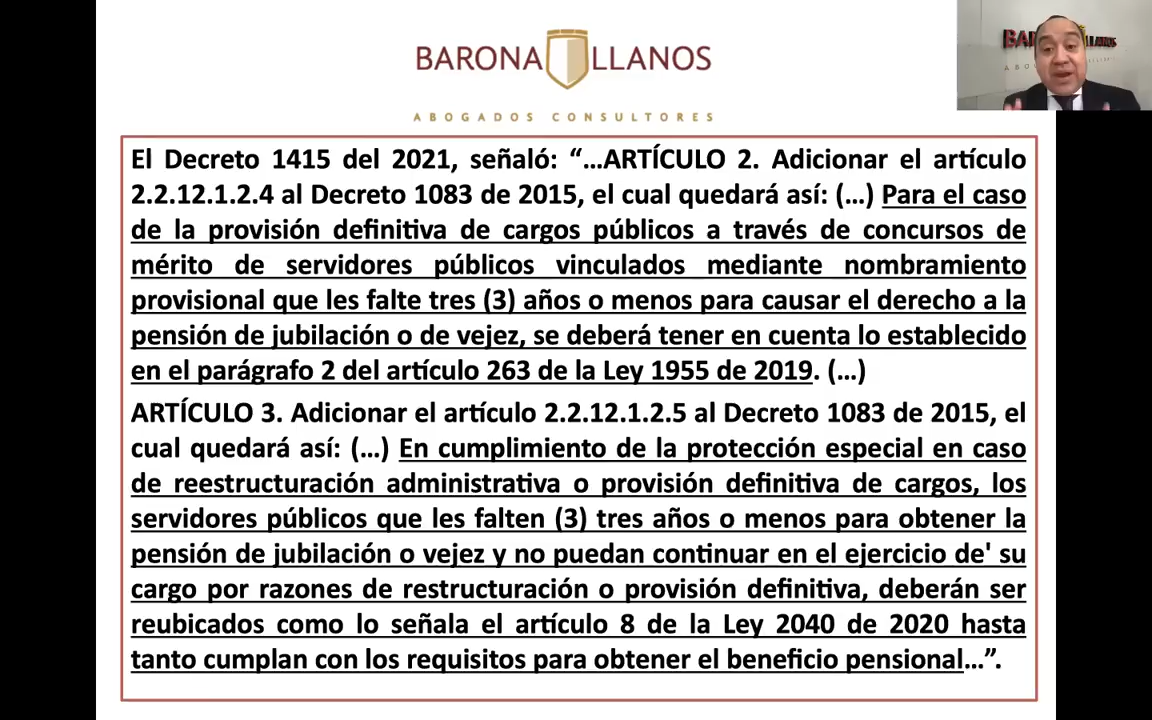 BARONA LLANOS
ABOGADOS CONSULTORES
El Decreto 1415 del 2021, señaló: “…ARTÍCULO 2. Adicionar el artículo
2.2.12.1.2.4 al Decreto 1083 de 2015, el cual quedará así: (…) Para el caso
de la provisión definitiva de cargos públicos a través de concursos de
mérito de servidores públicos vinculados mediante nombramiento
provisional que les falte tres (3) años o menos para causar el derecho a la
pensión de jubilación o de vejez, se deberá tener en cuenta lo establecido
en el parágrafo 2 del artículo 263 de la Ley 1955 de 2019. (…)
ARTÍCULO 3. Adicionar el artículo 2.2.12.1.2.5 al Decreto 1083 de 2015, el
cual quedará así: (…) En cumplimiento de la protección especial en caso
de reestructuración administrativa o provisión definitiva de cargos, los
servidores públicos que les falten (3) tres años o menos para obtener la
pensión de jubilación o vejez y no puedan continuar en el ejercicio de' su
cargo por razones de restructuración o provisión definitiva, deberán ser
reubicados como lo señala el artículo 8 de la Ley 2040 de 2020 hasta
tanto cumplan con los requisitos para obtener el beneficio pensional…”.